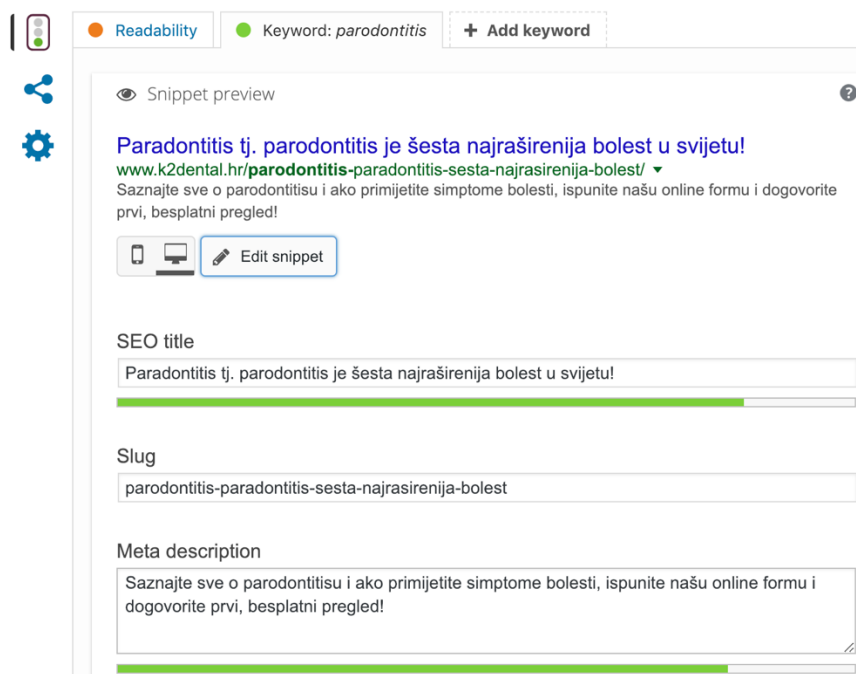 Readability
Keyword: parodontitis
+ Add keyword
Snippet preview
?
Paradontitis tj. parodontitis je šesta najraširenija bolest u svijetu!
www.k2dental.hr/parodontitis-paradontitis-sesta-najrasirenija-bolest/
Saznajte sve o parodontitisu i ako primijetite simptome bolesti, ispunite našu online formu i dogovorite
prvi, besplatni pregled!
Edit snippet
SEO title
Paradontitis tj. parodontitis je šesta najraširenija bolest u svijetu!
Slug
parodontitis-paradontitis-sesta-najrasirenija-bolest
Meta description
Saznajte sve o parodontitisu i ako primijetite simptome bolesti, ispunite našu online formu i
dogovorite prvi, besplatni pregled!